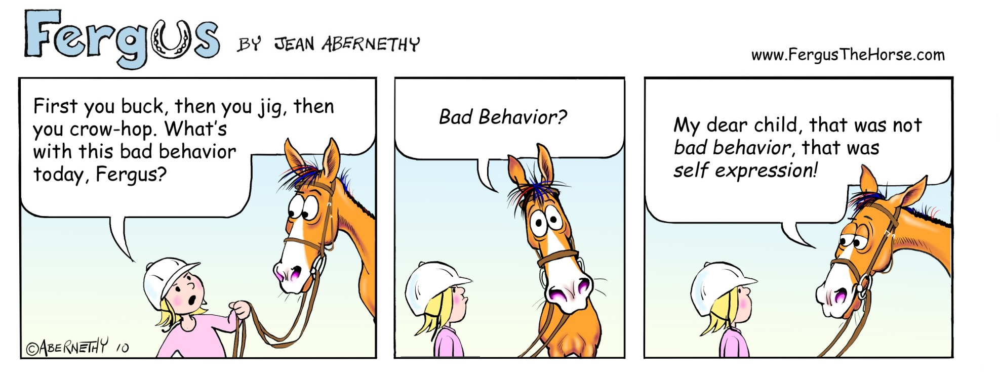 FergUs BY JEAN ABERNETHY
www.FergusTheHorse.com
First you buck, then you jig, then
you crow-hop. What's
with this bad behavior
today, Fergus?
©ABERNETHY 10
Bad Behavior?
My dear child, that was not
bad behavior, that was
self expression!